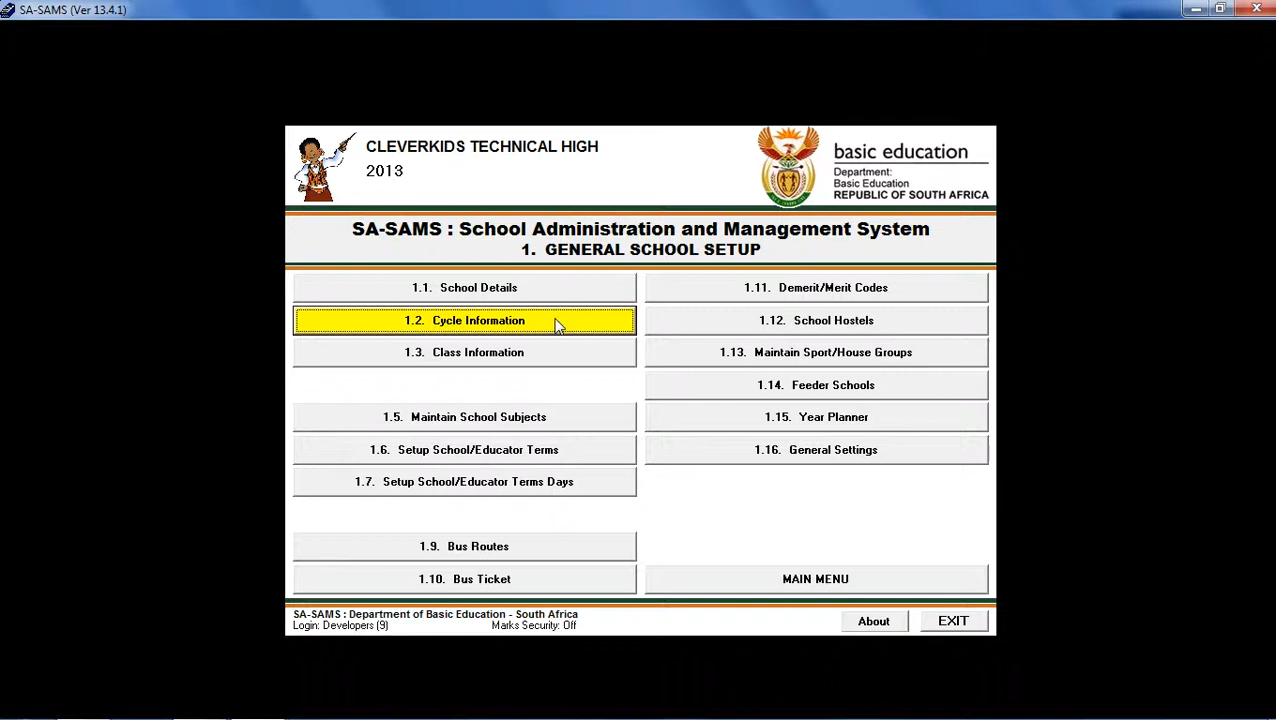 SA-SAMS (Ver 13.4.1)
CLEVERKIDS TECHNICAL HIGH
2013
basic education
Department:
Basic Education
REPUBLIC OF SOUTH AFRICA
SA-SAMS : School Administration and Management System
1. GENERAL SCHOOL SETUP
1.1. School Details
1.2. Cycle Information
1.3. Class Information
1.5. Maintain School Subjects
1.6. Setup School/Educator Terms
1.7. Setup School/Educator Terms Days
1.9. Bus Routes
1.10. Bus Ticket
1.11. Demerit/Merit Codes
1.12. School Hostels
1.13. Maintain Sport/House Groups
1.14. Feeder Schools
1.15. Year Planner
1.16. General Settings
MAIN MENU
SA-SAMS : Department of Basic Education - South Africa
Login: Developers (9) Marks Security: Off
About
EXIT